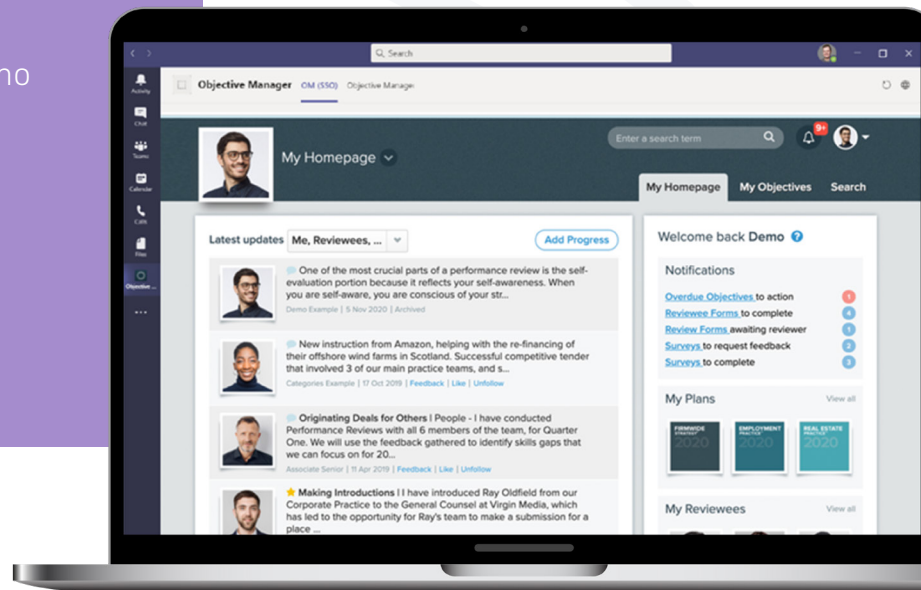 no
Search
Activity
Chat
Teams
Calendar
Calls
Files
Objective ...
Objective Manager OM (SSO) Objective Manager
My Homepage
Enter a search term
9+
My Homepage My Objectives Search
Latest updates Me, Reviewees, ... Add Progress
One of the most crucial parts of a performance review is the self-
evaluation portion because it reflects your self-awareness. When
you are self-aware, you are conscious of your str...
Demo Example | 5 Nov 2020 | Archived
New instruction from Amazon, helping with the re-financing of
their offshore wind farms in Scotland. Successful competitive tender
that involved 3 of our main practice teams, and s...
Categories Example | 17 Oct 2019 | Feedback | Like | Unfollow
Originating Deals for Others | People - I have conducted
Performance Reviews with all 6 members of the team, for Quarter
One. We will use the feedback gathered to identify skills gaps that
we can focus on for 20...
Associate Senior | 11 Apr 2019 | Feedback | Like | Unfollow
Making Introductions | I have introduced Ray Oldfield from our
Corporate Practice to the General Counsel at Virgin Media, which
has led to the opportunity for Ray's team to make a submission for a
place ...
Welcome back Demo ?
Notifications
Overdue Objectives to action 1
Reviewee Forms to complete 4
Review Forms awaiting reviewer 1
Surveys to request feedback 2
Surveys to complete 3
My Plans View all
FIRMWIDE
STRATEGY
2020
EMPLOYMENT
PRACTICE
2020
REAL ESTATE
PRACTICE
2020
My Reviewees View all